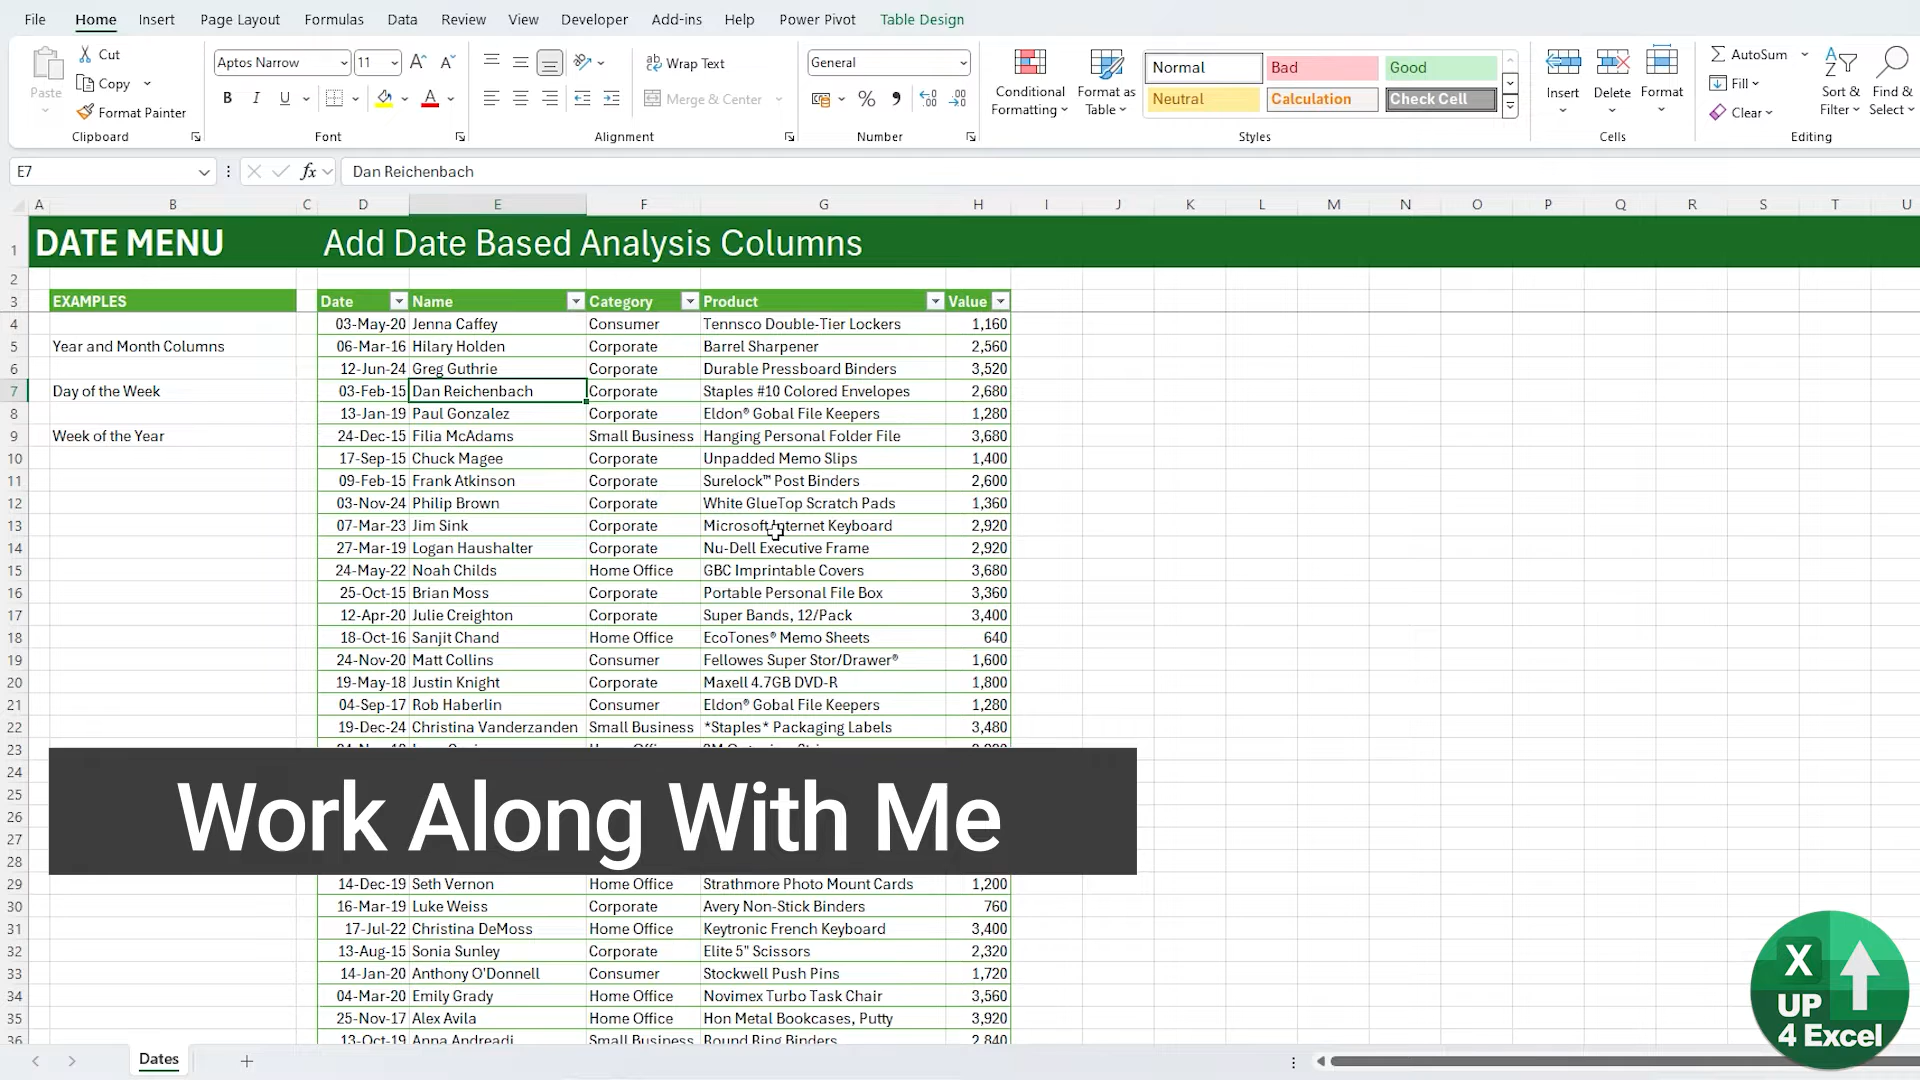 File Home Insert Page Layout Formulas Data Review View Developer Add-ins Help Power Pivot Table Design
Paste Cut Copy Format Painter Clipboard
Aptos Narrow 11 A A B I U A Font
Wrap Text Merge & Center Alignment
General % Number
Conditional Formatting Format as Table Normal Bad Good Neutral Calculation Check Cell Styles
Insert Delete Format Cells
AutoSum Fill Clear Sort & Filter Find & Select Editing
E7 fx Dan Reichenbach
A B C D E F G H I J K L M N O P Q R S T U
1 DATE MENU Add Date Based Analysis Columns
2
3 EXAMPLES Date Name Category Product Value
4 03-May-20 Jenna Caffey Consumer Tennsco Double-Tier Lockers 1,160
5 Year and Month Columns 06-Mar-16 Hilary Holden Corporate Barrel Sharpener 2,560
6 12-Jun-24 Greg Guthrie Corporate Durable Pressboard Binders 3,520
7 Day of the Week 03-Feb-15 Dan Reichenbach Corporate Staples #10 Colored Envelopes 2,680
8 13-Jan-19 Paul Gonzalez Corporate Eldon® Gobal File Keepers 1,280
9 Week of the Year 24-Dec-15 Filia McAdams Small Business Hanging Personal Folder File 3,680
10 17-Sep-15 Chuck Magee Corporate Unpadded Memo Slips 1,400
11 09-Feb-15 Frank Atkinson Corporate Surelock™ Post Binders 2,600
12 03-Nov-24 Philip Brown Corporate White GlueTop Scratch Pads 1,360
13 07-Mar-23 Jim Sink Corporate Microsoft Internet Keyboard 2,920
14 27-Mar-19 Logan Haushalter Corporate Nu-Dell Executive Frame 2,920
15 24-May-22 Noah Childs Home Office GBC Imprintable Covers 3,680
16 25-Oct-15 Brian Moss Corporate Portable Personal File Box 3,360
17 12-Apr-20 Julie Creighton Corporate Super Bands, 12/Pack 3,400
18 18-Oct-16 Sanjit Chand Home Office EcoTones® Memo Sheets 640
19 24-Nov-20 Matt Collins Consumer Fellowes Super Stor/Drawer® 1,600
20 19-May-18 Justin Knight Corporate Maxell 4.7GB DVD-R 1,800
21 04-Sep-17 Rob Haberlin Consumer Eldon® Gobal File Keepers 1,280
22 19-Dec-24 Christina Vanderzanden Small Business *Staples* Packaging Labels 3,480
23
24
25
26
27
28
Work Along With Me
29 14-Dec-19 Seth Vernon Home Office Strathmore Photo Mount Cards 1,200
30 16-Mar-19 Luke Weiss Corporate Avery Non-Stick Binders 760
31 17-Jul-22 Christina DeMoss Home Office Keytronic French Keyboard 3,400
32 13-Aug-15 Sonia Sunley Corporate Elite 5" Scissors 2,320
33 14-Jan-20 Anthony O'Donnell Consumer Stockwell Push Pins 1,720
34 04-Mar-20 Emily Grady Home Office Novimex Turbo Task Chair 3,560
35 25-Nov-17 Alex Avila Home Office Hon Metal Bookcases, Putty 3,920
36 13-Oct-19 Anna Andreadi Small Business Round Ring Binders 2,840
Dates
X UP
4 Excel